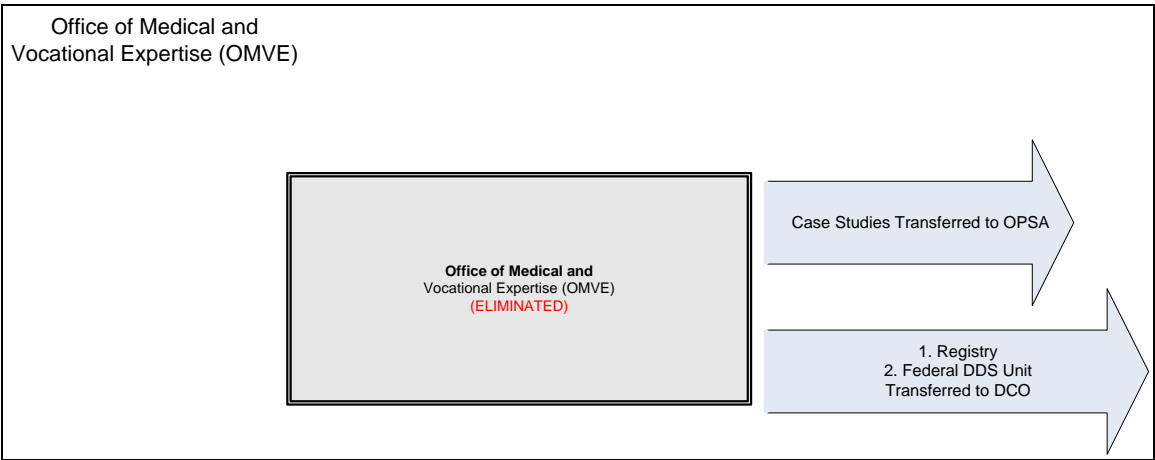 Office of Medical and
Vocational Expertise (OMVE)
Case Studies Transferred to OPSA
Office of Medical and
Vocational Expertise (OMVE)
(ELIMINATED)
1. Registry
2. Federal DDS Unit
Transferred to DCO